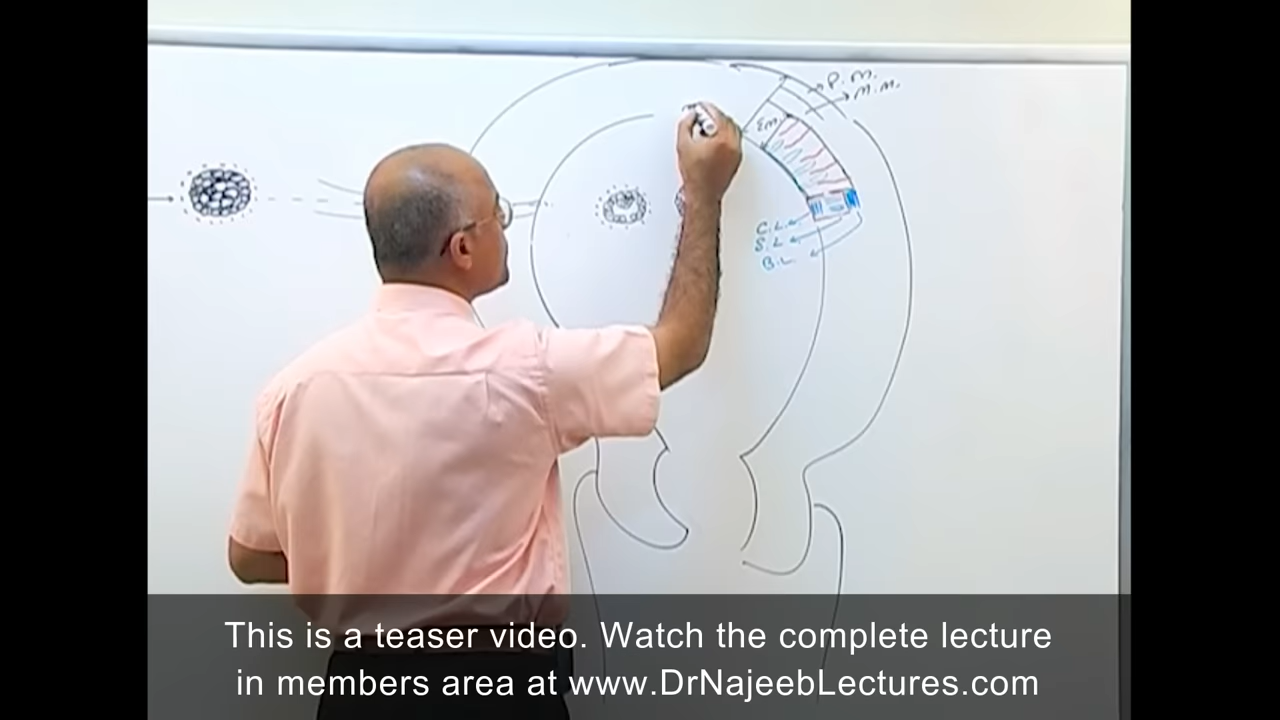 P.M.
M.M.
Em
C.L.
S.L
B.L.
This is a teaser video. Watch the complete lecture
in members area at www.DrNajeebLectures.com